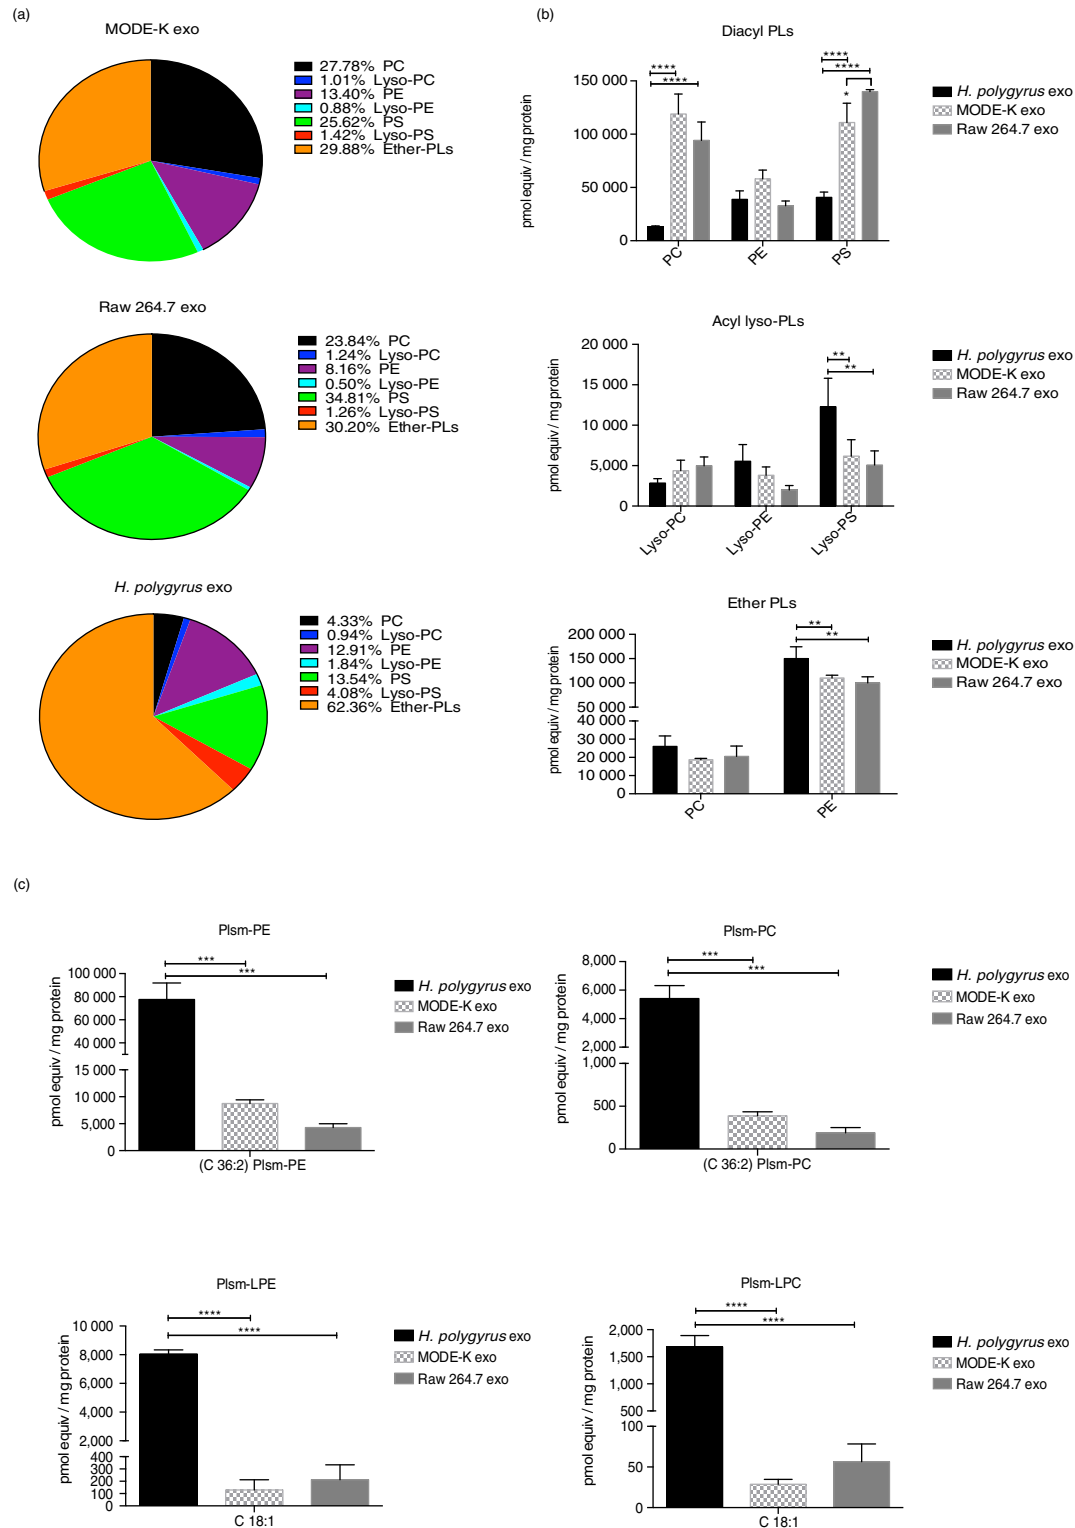 (a)
MODE-K exo
27.78% PC
1.01% Lyso-PC
13.40% PE
0.88% Lyso-PE
25.62% PS
1.42% Lyso-PS
29.88% Ether-PLs
Raw 264.7 exo
23.84% PC
1.24% Lyso-PC
8.16% PE
0.50% Lyso-PE
34.81% PS
1.26% Lyso-PS
30.20% Ether-PLs
H. polygyrus exo
4.33% PC
0.94% Lyso-PC
12.91% PE
1.84% Lyso-PE
13.54% PS
4.08% Lyso-PS
62.36% Ether-PLs
(b)
Diacyl PLs
pmol equiv / mg protein
150 000
100 000
50 000
0
****
****
****
****
*
PC
PE
PS
H. polygyrus exo
MODE-K exo
Raw 264.7 exo
Acyl lyso-PLs
pmol equiv / mg protein
20 000
15 000
10 000
5,000
0
**
**
Lyso-PC
Lyso-PE
Lyso-PS
H. polygyrus exo
MODE-K exo
Raw 264.7 exo
Ether PLs
pmol equiv / mg protein
200 000
150 000
100 000
50 000
40 000
30 000
20 000
10 000
0
**
**
PC
PE
H. polygyrus exo
MODE-K exo
Raw 264.7 exo
(c)
Plsm-PE
pmol equiv / mg protein
100 000
80 000
60 000
40 000
15 000
10 000
5,000
0
***
***
(C 36:2) Plsm-PE
H. polygyrus exo
MODE-K exo
Raw 264.7 exo
Plsm-PC
pmol equiv / mg protein
8,000
6,000
4,000
2,000
1,000
500
0
***
***
(C 36:2) Plsm-PC
H. polygyrus exo
MODE-K exo
Raw 264.7 exo
Plsm-LPE
pmol equiv / mg protein
10 000
8,000
6,000
4,000
2,000
400
300
200
100
0
****
****
C 18:1
H. polygyrus exo
MODE-K exo
Raw 264.7 exo
Plsm-LPC
pmol equiv / mg protein
2,000
1,500
1,000
500
100
50
0
****
****
C 18:1
H. polygyrus exo
MODE-K exo
Raw 264.7 exo